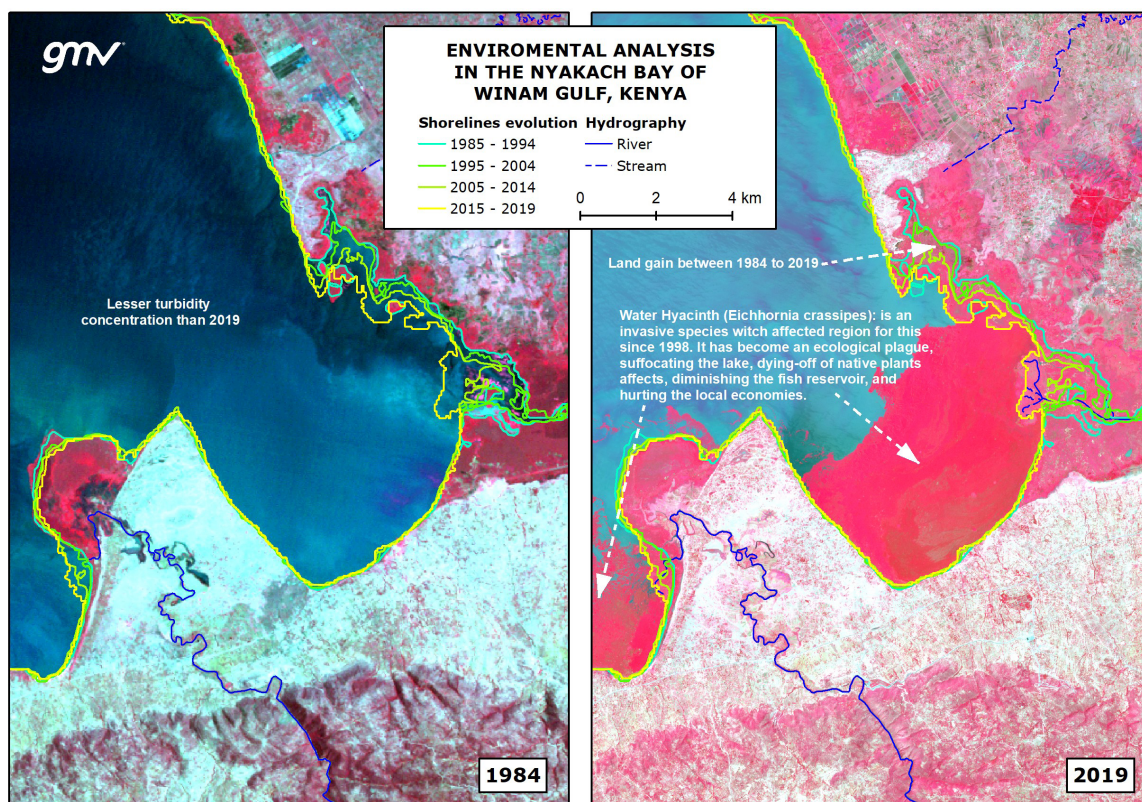 gmv
ENVIROMENTAL ANALYSIS
IN THE NYAKACH BAY OF
WINAM GULF, KENYA
Shorelines evolution Hydrography
1985 - 1994 River
1995 - 2004 Stream
2005 - 2014
2015 - 2019
0 2 4 km
Lesser turbidity
concentration than 2019
Land gain between 1984 to 2019
Water Hyacinth (Eichhornia crassipes): is an
invasive species witch affected region for this
since 1998. It has become an ecological plague,
suffocating the lake, dying-off of native plants
affects, diminishing the fish reservoir, and
hurting the local economies.
1984
2019